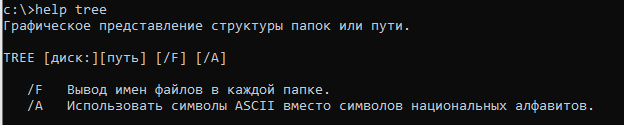 c:\>help tree
Графическое представление структуры папок или пути.
TREE [диск:][путь] [/F] [/A]
/F Вывод имен файлов в каждой папке.
/A Использовать символы ASCII вместо символов национальных алфавитов.